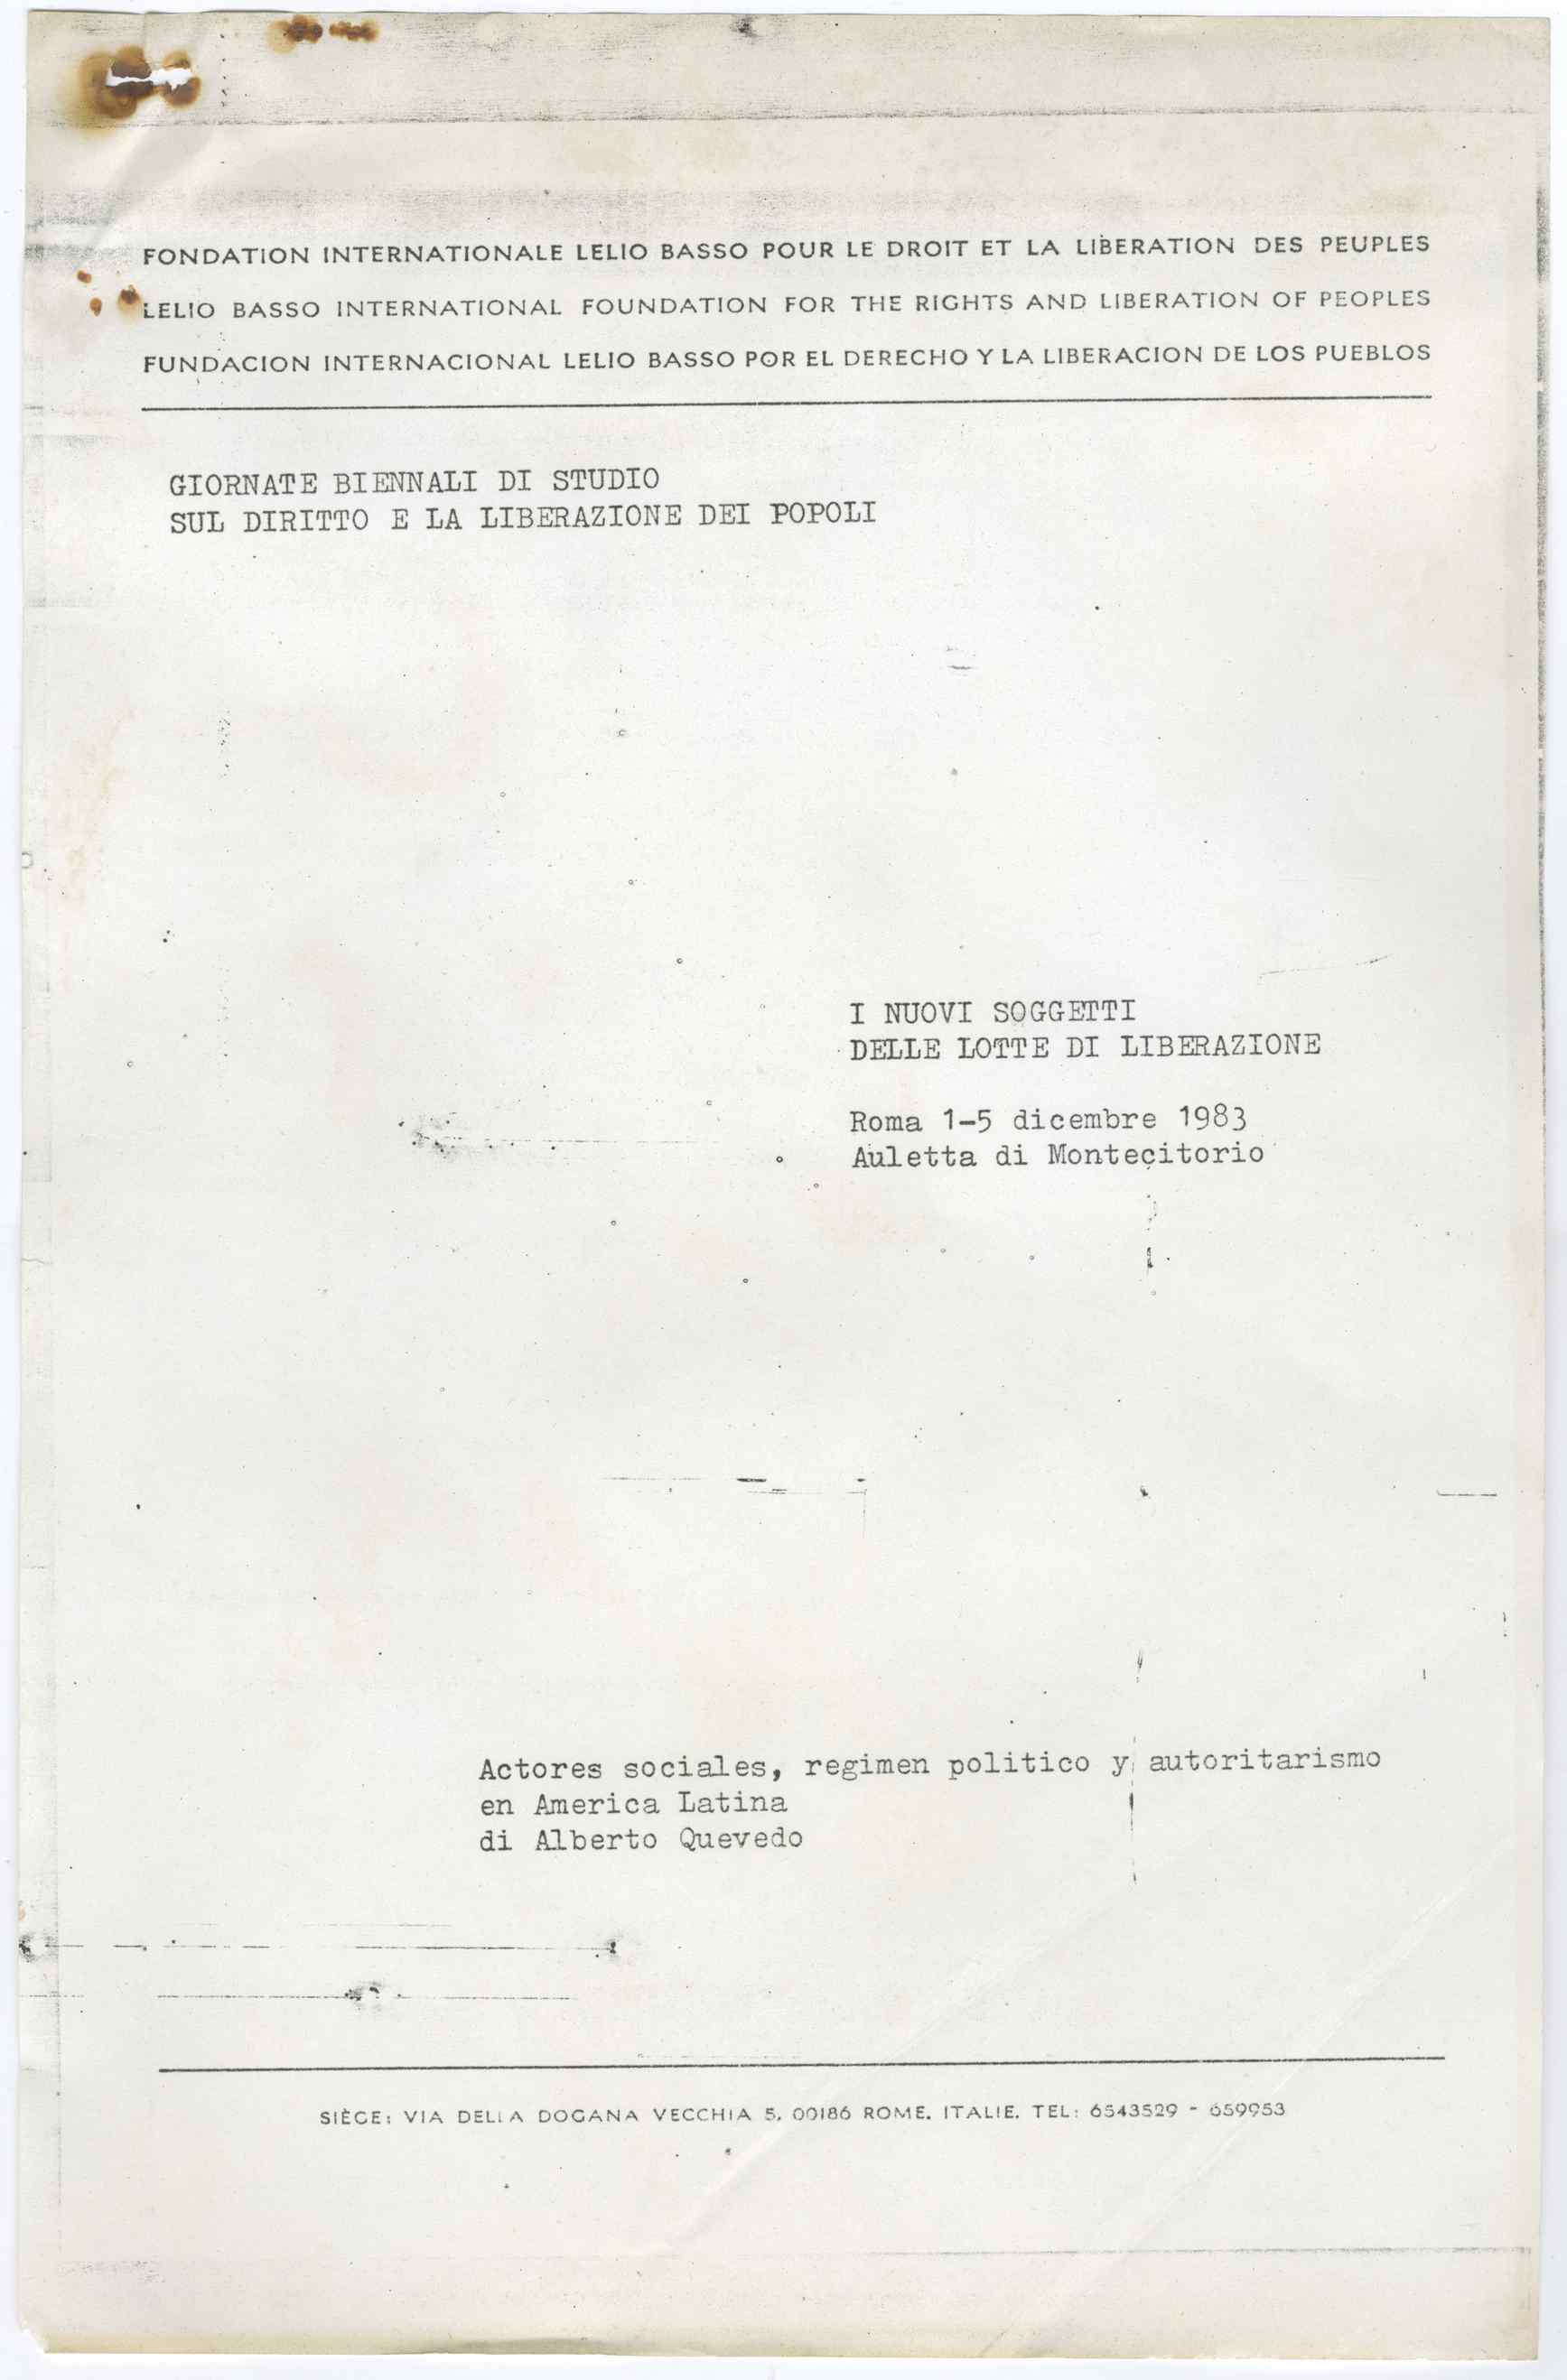 FONDATION INTERNATIONALE LELIO BASSO POUR LE DROIT ET LA LIBERATION DES PEUPLES
LELIO BASSO INTERNATIONAL FOUNDATION FOR THE RIGHTS AND LIBERATION OF PEOPLES
FUNDACION INTERNACIONAL LELIO BASSO POR EL DERECHO Y LA LIBERACION DE LOS PUEBLOS
GIORNATE BIENNALI DI STUDIO
SUL DIRITTO E LA LIBERAZIONE DEI POPOLI
I NUOVI SOGGETTI
DELLE LOTTE DI LIBERAZIONE
Roma 1-5 dicembre 1983
Auletta di Montecitorio
Actores sociales, regimen politico y autoritarismo
en America Latina
di Alberto Quevedo
SIÈGE: VIA DELLA DOGANA VECCHIA 5, 00186 ROME. ITALIE. TEL: 6543529 - 659953